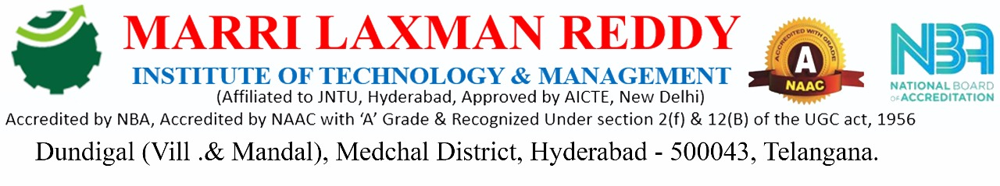 MARRI LAXMAN REDDY
INSTITUTE OF TECHNOLOGY & MANAGEMENT
(Affiliated to JNTU, Hyderabad, Approved by AICTE, New Delhi)
Accredited by NBA, Accredited by NAAC with ‘A’ Grade & Recognized Under section 2(f) & 12(B) of the UGC act, 1956
Dundigal (Vill .& Mandal), Medchal District, Hyderabad - 500043, Telangana.
ACCREDITED WITH GRADE
A
NAAC
NBA
NATIONAL BOARD
OF ACCREDITATION